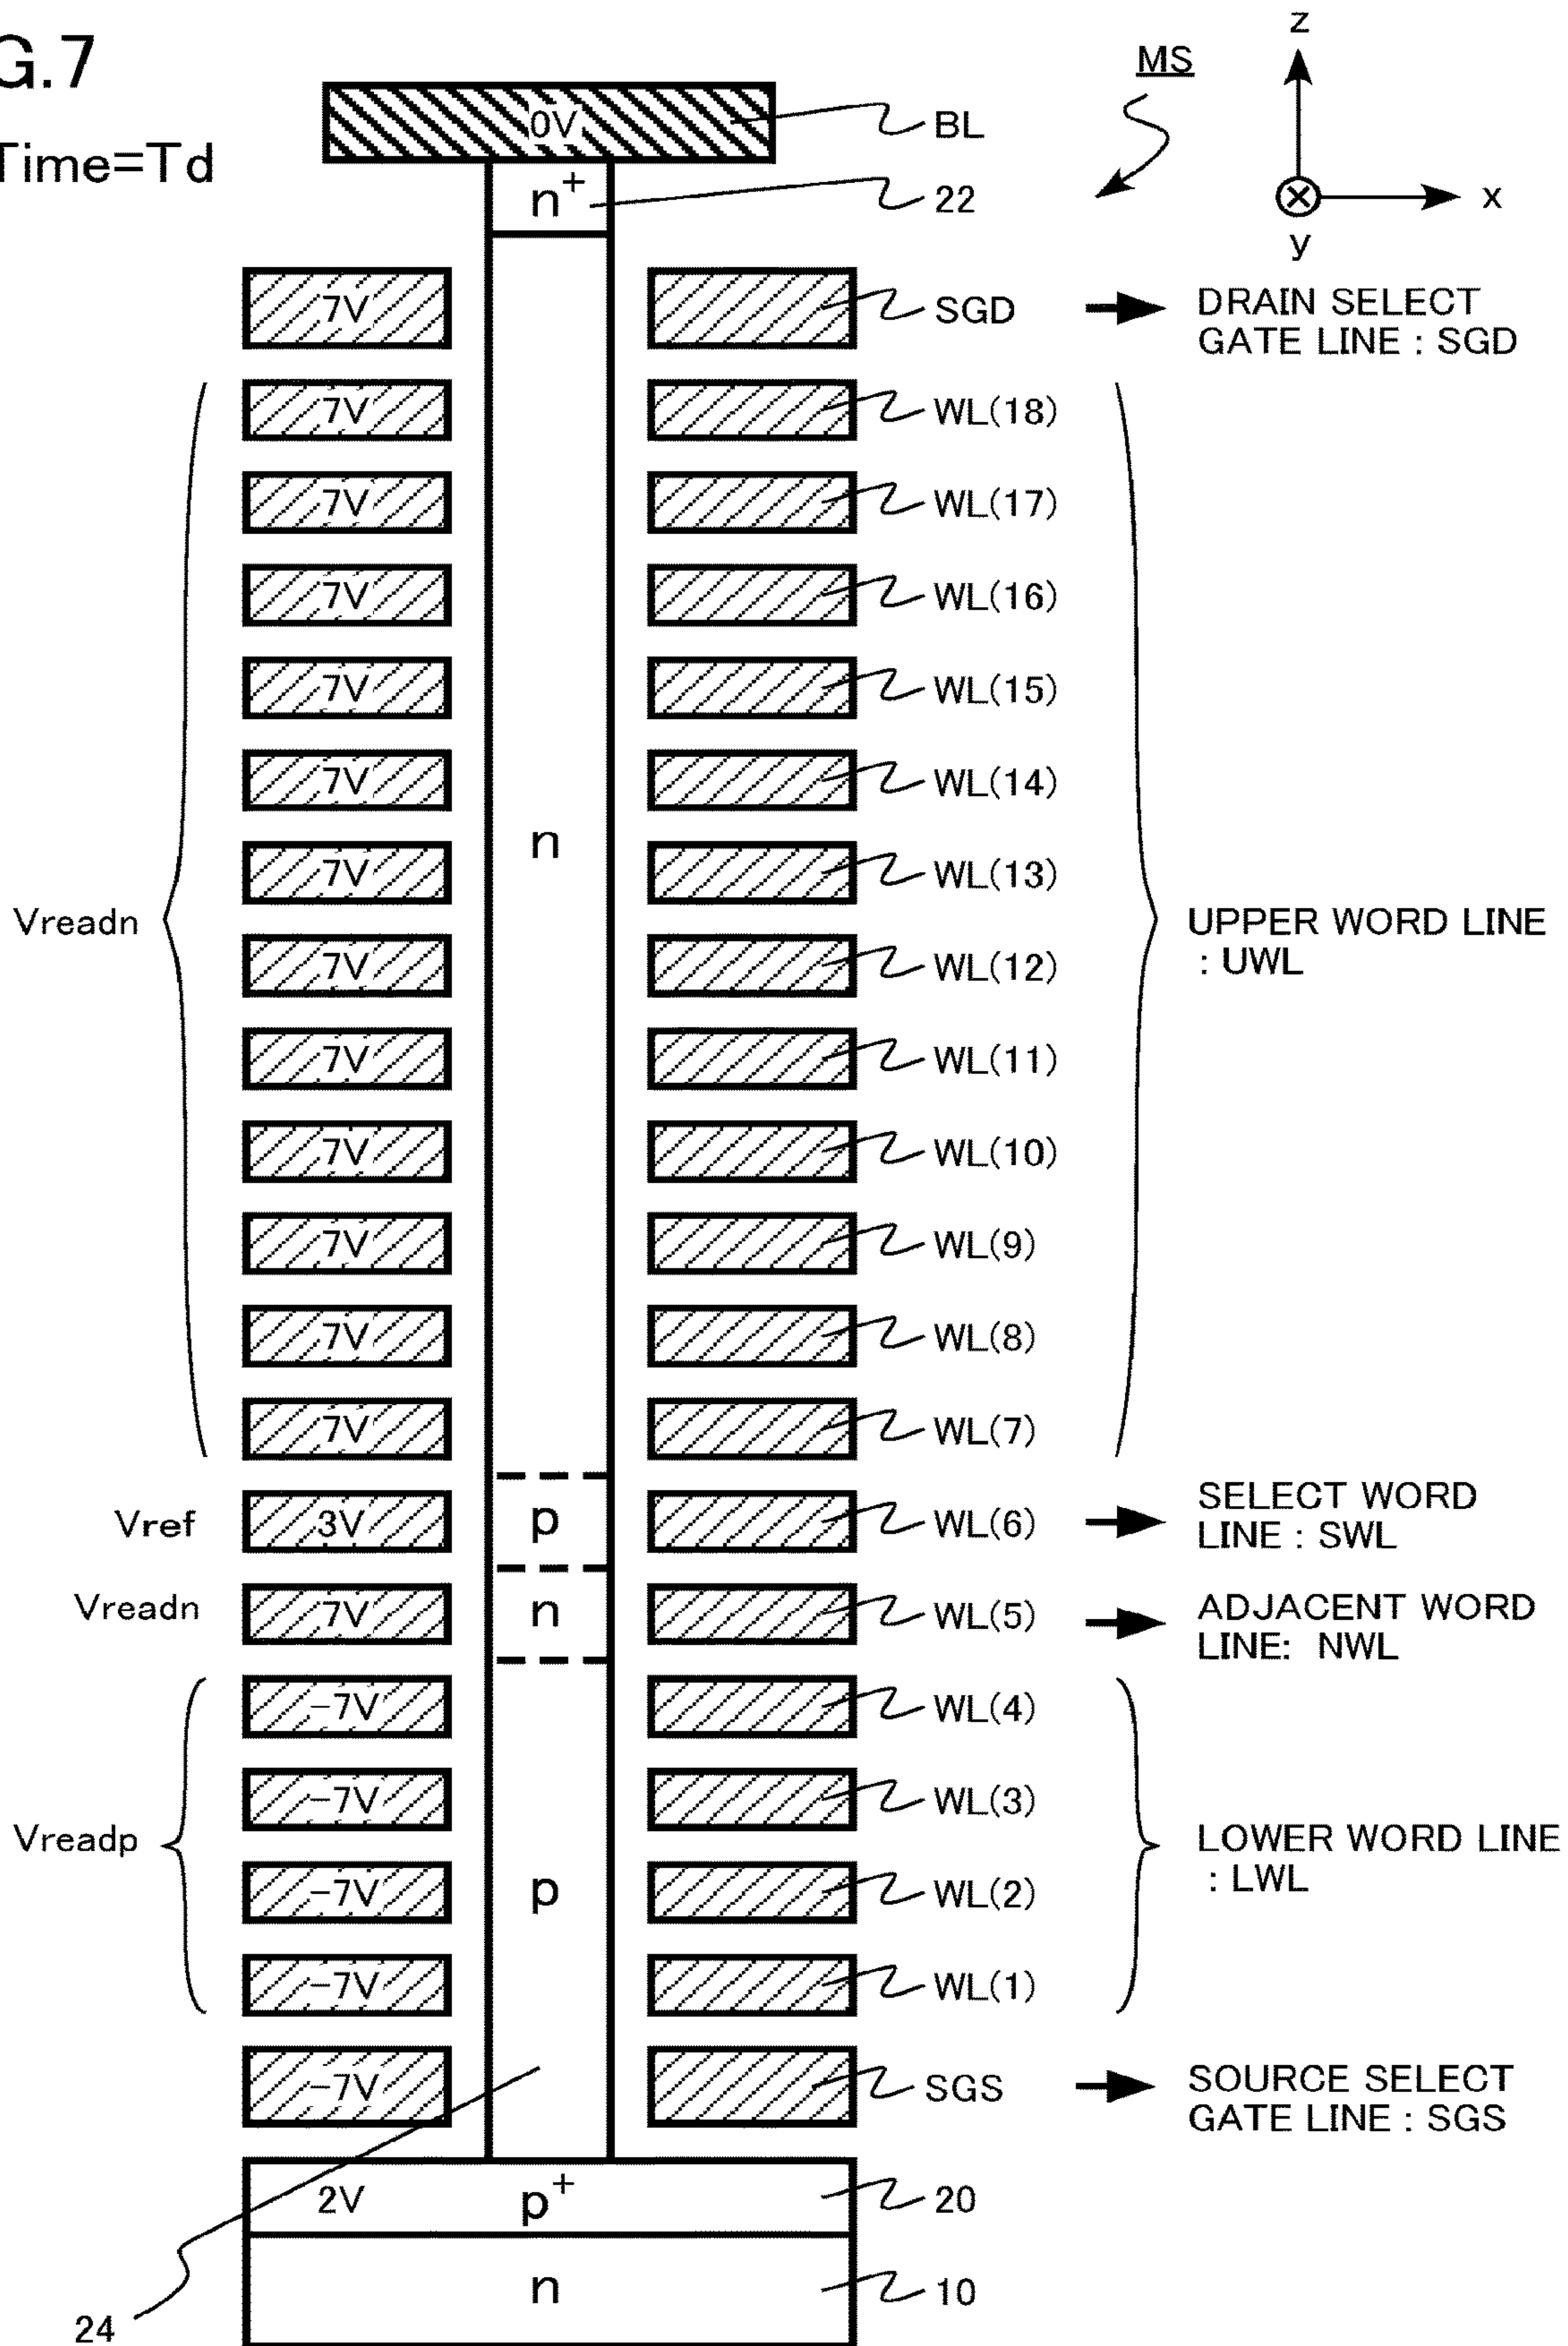 G.7
Time=Td
MS
z
x
y
0V
BL
n+
22
7V
SGD
DRAIN SELECT
GATE LINE : SGD
7V
WL(18)
7V
WL(17)
7V
WL(16)
7V
WL(15)
7V
WL(14)
n
7V
WL(13)
Vreadn
UPPER WORD LINE
: UWL
7V
WL(12)
7V
WL(11)
7V
WL(10)
7V
WL(9)
7V
WL(8)
7V
WL(7)
Vref
3V
p
WL(6)
SELECT WORD
LINE : SWL
Vreadn
7V
n
WL(5)
ADJACENT WORD
LINE: NWL
-7V
WL(4)
-7V
WL(3)
Vreadp
LOWER WORD LINE
: LWL
-7V
p
WL(2)
-7V
WL(1)
-7V
SGS
SOURCE SELECT
GATE LINE : SGS
2V
p+
20
n
10
24